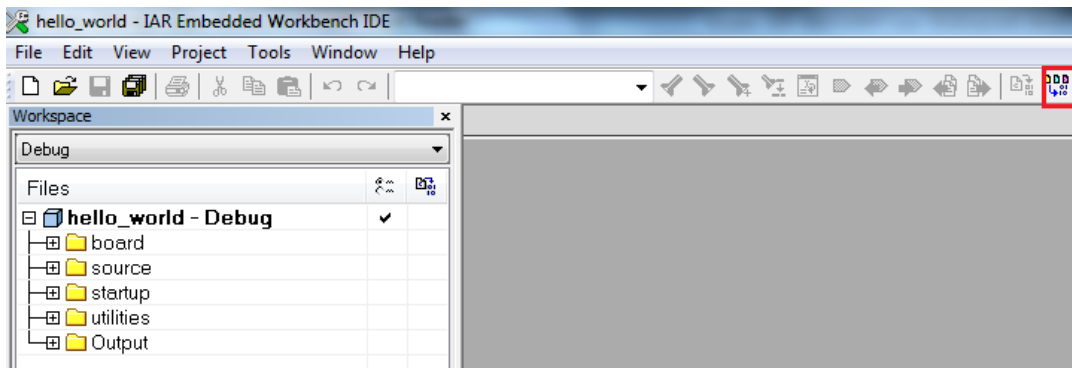 hello_world - IAR Embedded Workbench IDE
File Edit View Project Tools Window Help
Workspace x
Debug
Files
hello_world - Debug
board
source
startup
utilities
Output